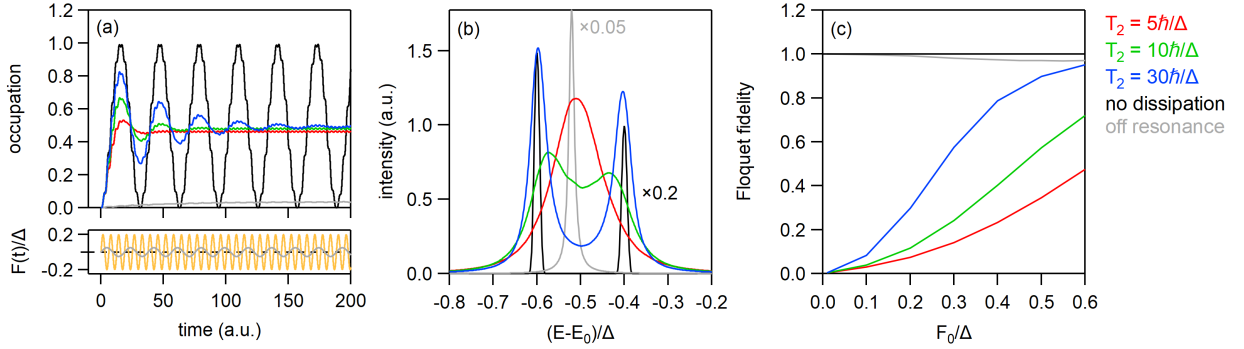 (a)
occupation
1.2
1.0
0.8
0.6
0.4
0.2
0.0
F(t)/Δ
0.2
-0.2
0
50
100
150
200
time (a.u.)
(b)
×0.05
×0.2
intensity (a.u.)
1.5
1.0
0.5
0.0
-0.8
-0.7
-0.6
-0.5
-0.4
-0.3
-0.2
(E-E₀)/Δ
(c)
Floquet fidelity
1.2
1.0
0.8
0.6
0.4
0.2
0.0
0.0
0.1
0.2
0.3
0.4
0.5
0.6
F₀/Δ
T₂ = 5ℏ/Δ
T₂ = 10ℏ/Δ
T₂ = 30ℏ/Δ
no dissipation
off resonance